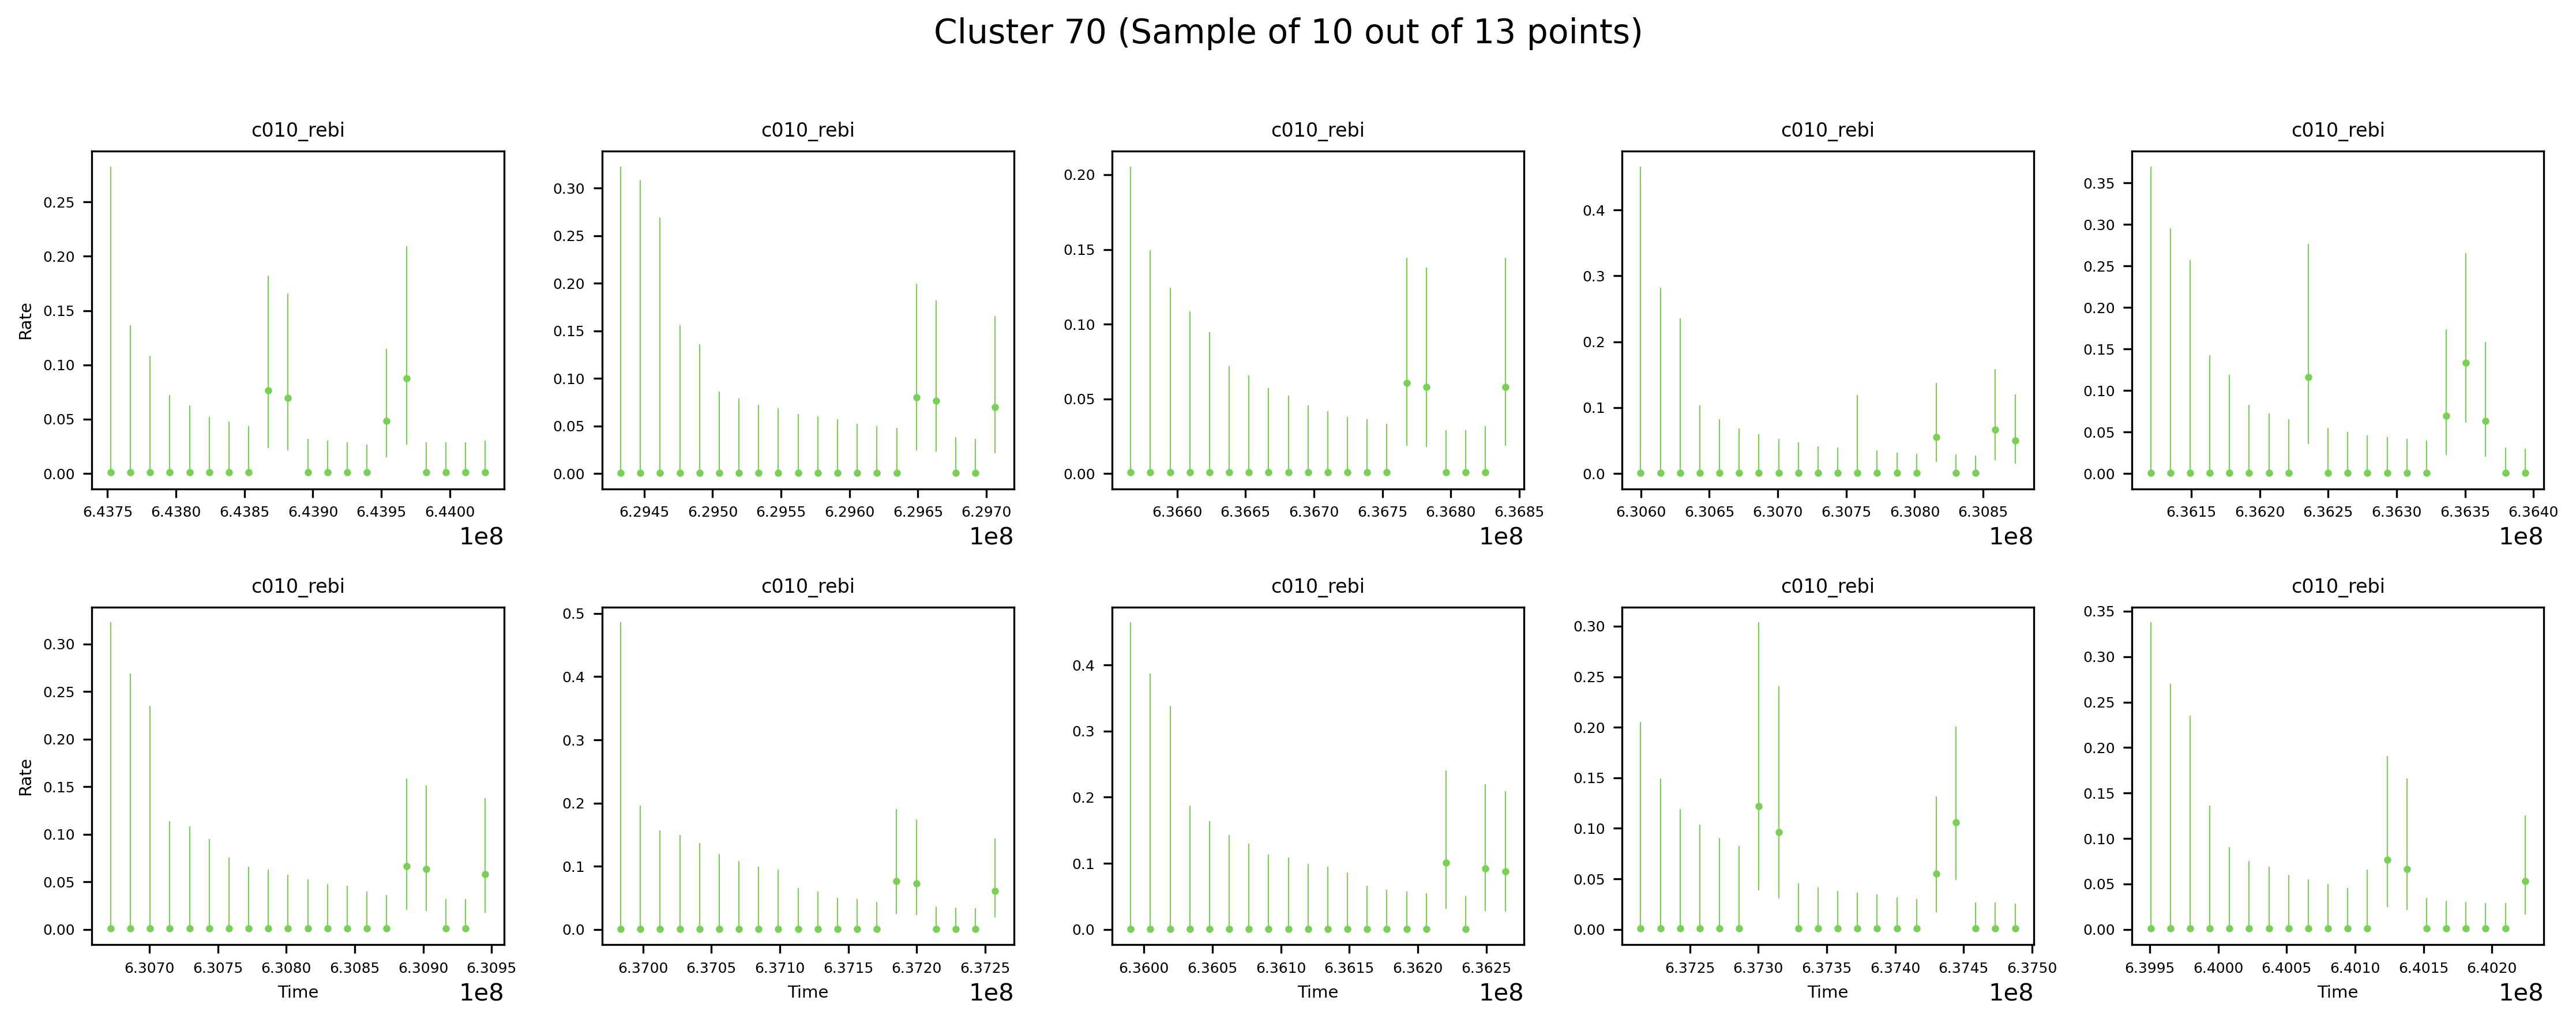 Cluster 70 (Sample of 10 out of 13 points)
c010_rebi c010_rebi c010_rebi c010_rebi c010_rebi
Rate
0.25 0.20 0.15 0.10 0.05 0.00
6.4375 6.4380 6.4385 6.4390 6.4395 6.4400
1e8
0.30 0.25 0.20 0.15 0.10 0.05 0.00
6.2945 6.2950 6.2955 6.2960 6.2965 6.2970
1e8
0.20 0.15 0.10 0.05 0.00
6.3660 6.3665 6.3670 6.3675 6.3680 6.3685
1e8
0.4 0.3 0.2 0.1 0.0
6.3060 6.3065 6.3070 6.3075 6.3080 6.3085
1e8
0.35 0.30 0.25 0.20 0.15 0.10 0.05 0.00
6.3615 6.3620 6.3625 6.3630 6.3635 6.3640
1e8
c010_rebi c010_rebi c010_rebi c010_rebi c010_rebi
Rate
0.30 0.25 0.20 0.15 0.10 0.05 0.00
6.3070 6.3075 6.3080 6.3085 6.3090 6.3095
Time 1e8
0.5 0.4 0.3 0.2 0.1 0.0
6.3700 6.3705 6.3710 6.3715 6.3720 6.3725
Time 1e8
0.4 0.3 0.2 0.1 0.0
6.3600 6.3605 6.3610 6.3615 6.3620 6.3625
Time 1e8
0.30 0.25 0.20 0.15 0.10 0.05 0.00
6.3725 6.3730 6.3735 6.3740 6.3745 6.3750
Time 1e8
0.35 0.30 0.25 0.20 0.15 0.10 0.05 0.00
6.3995 6.4000 6.4005 6.4010 6.4015 6.4020
Time 1e8